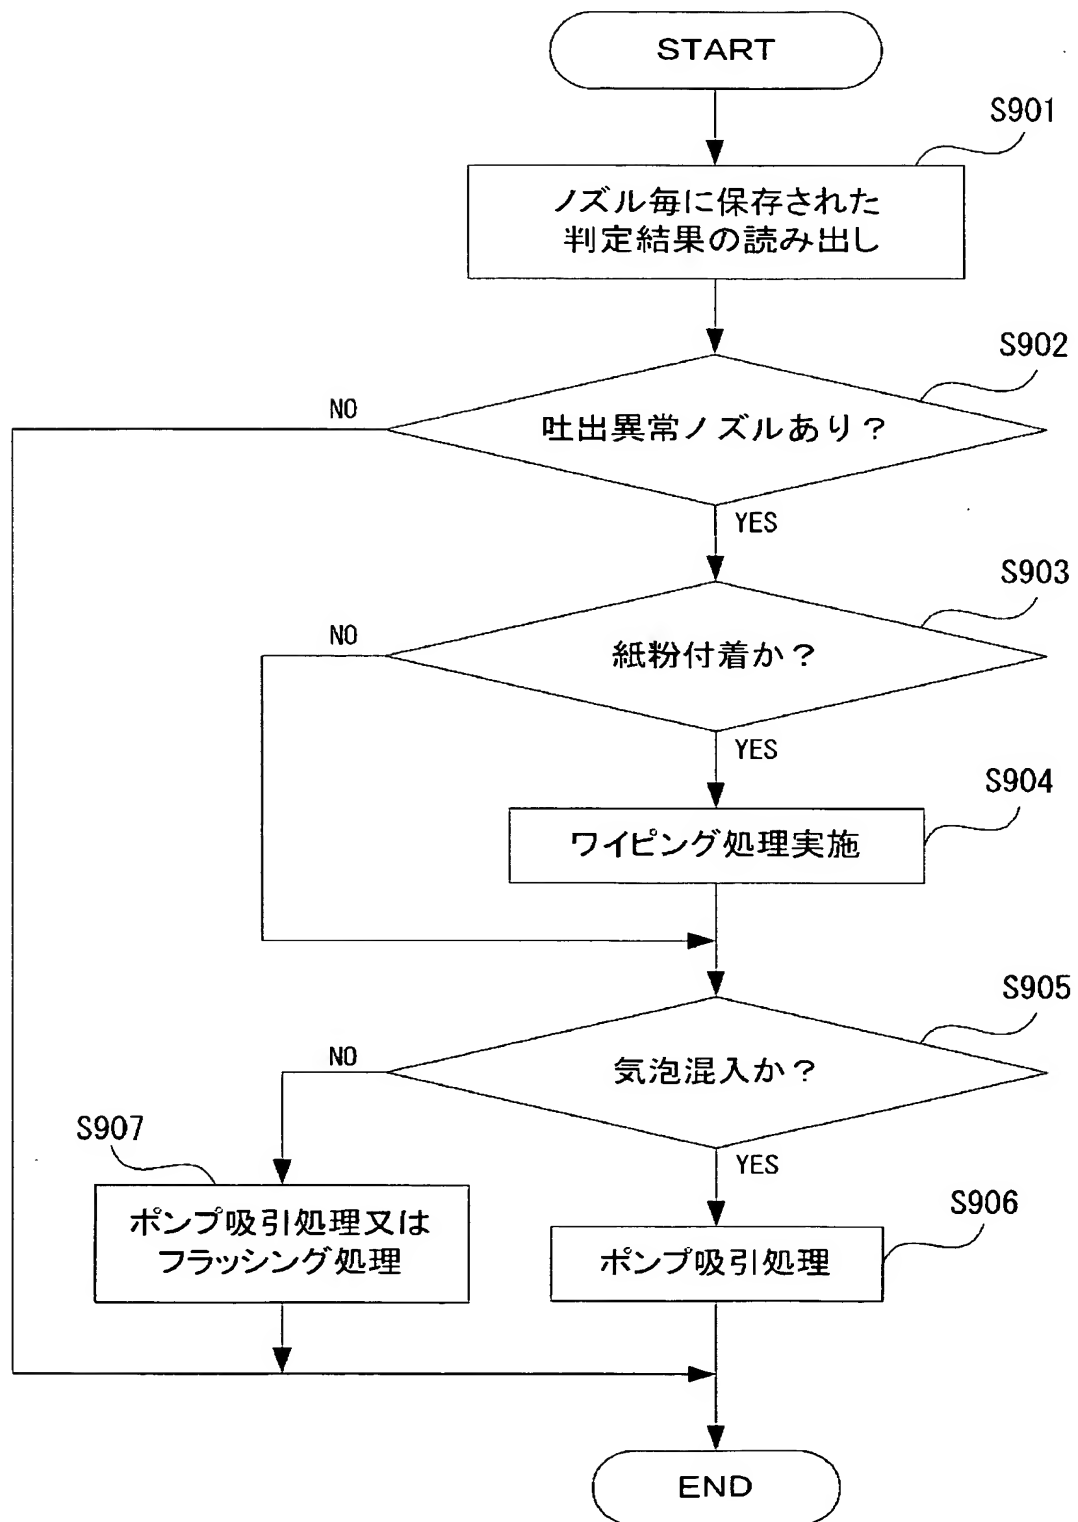 START
S901
ノズル毎に保存された
判定結果の読み出し
S902
NO
吐出異常ノズルあり？
YES
S903
NO
紙粉付着か？
YES
S904
ワイピング処理実施
S905
NO
気泡混入か？
S907
YES
S906
ポンプ吸引処理又は
フラッシング処理
ポンプ吸引処理
END